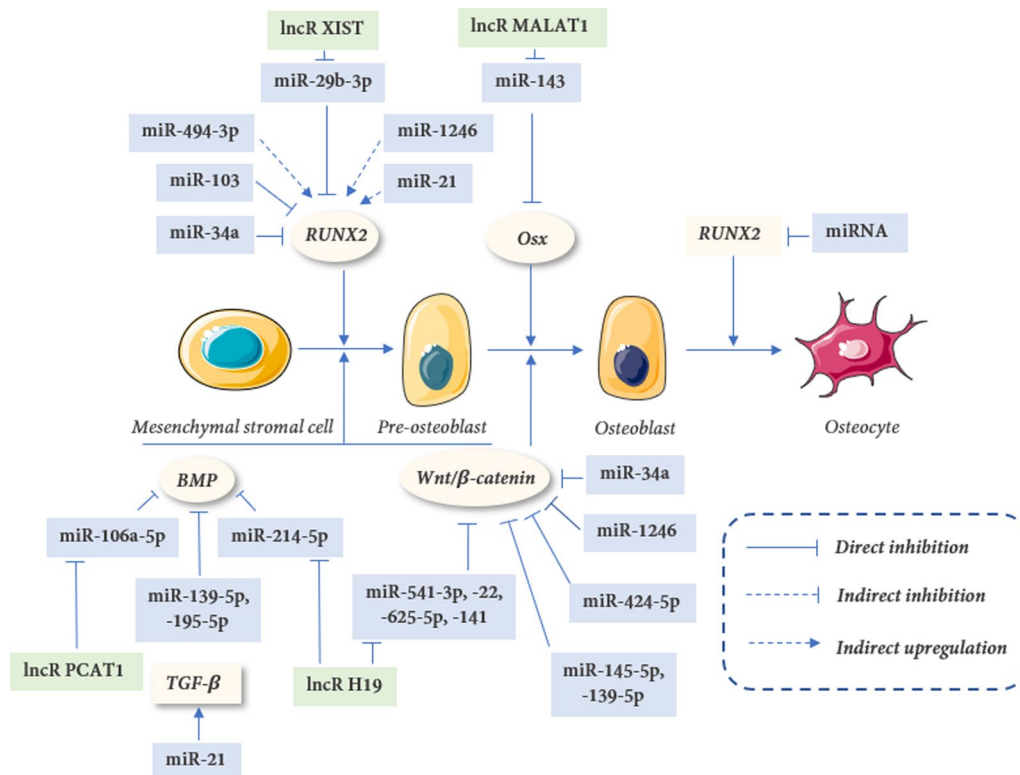 lncR XIST
lncR MALAT1
miR-29b-3p
miR-143
miR-494-3p
miR-1246
miR-103
miR-21
miR-34a
RUNX2
Osx
RUNX2
miRNA
Mesenchymal stromal cell
Pre-osteoblast
Osteoblast
Osteocyte
BMP
Wnt/β-catenin
miR-34a
miR-106a-5p
miR-214-5p
miR-1246
miR-139-5p,
-195-5p
miR-541-3p, -22,
-625-5p, -141
miR-424-5p
lncR PCAT1
TGF-β
lncR H19
miR-145-5p,
-139-5p
miR-21
Direct inhibition
Indirect inhibition
Indirect upregulation